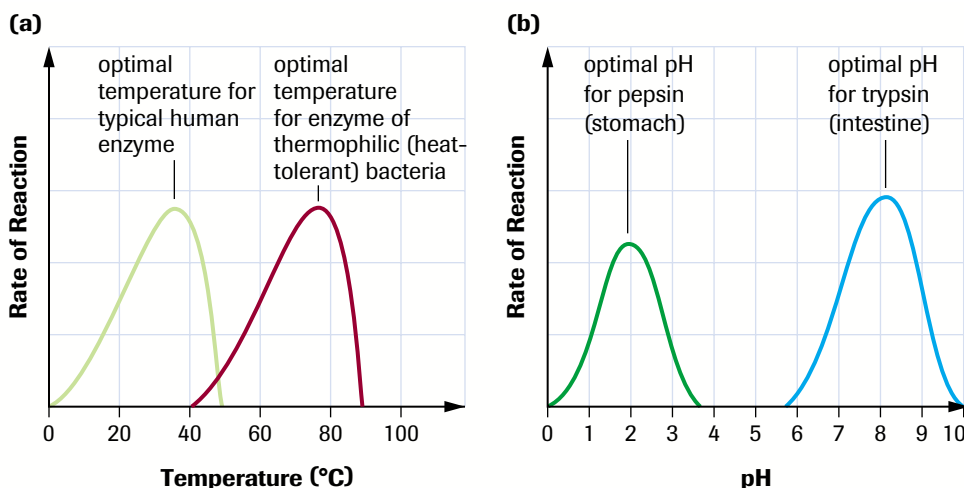 (a)
optimal
temperature for
typical human
enzyme
optimal
temperature
for enzyme of
thermophilic (heat-
tolerant) bacteria
Rate of Reaction
0 20 40 60 80 100
Temperature (°C)
(b)
optimal pH
for pepsin
(stomach)
optimal pH
for trypsin
(intestine)
Rate of Reaction
0 1 2 3 4 5 6 7 8 9 10
pH